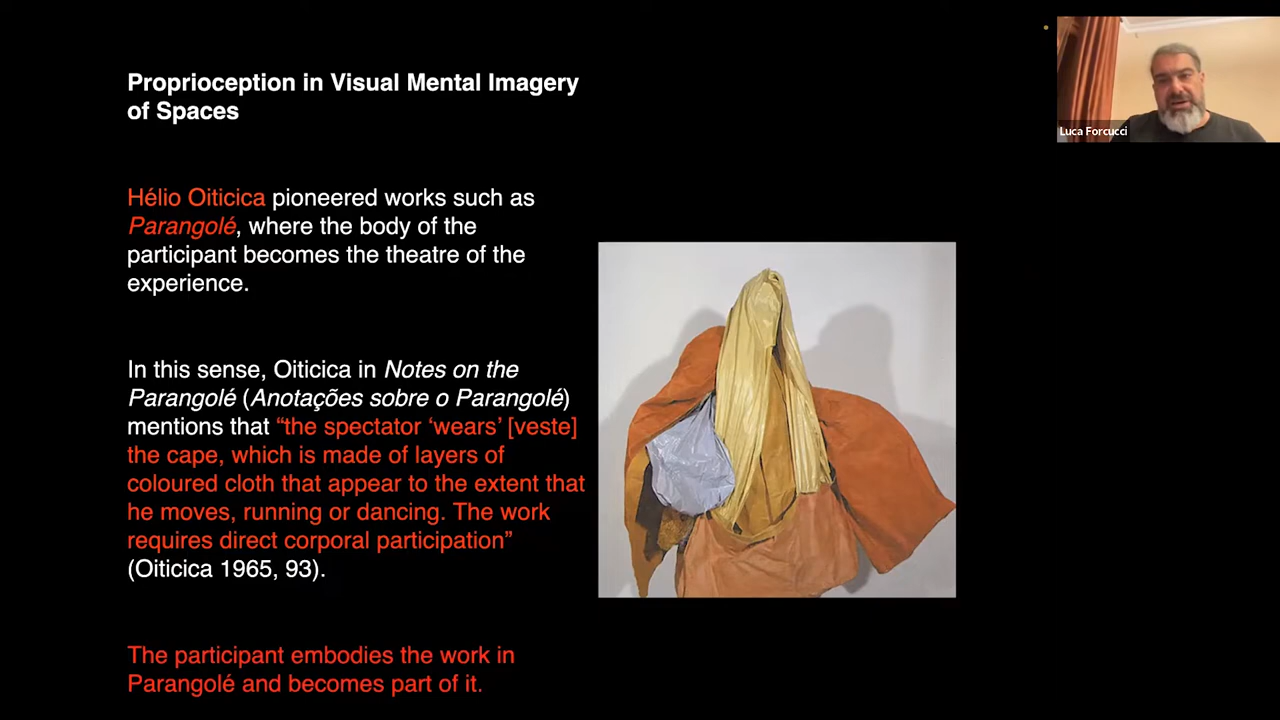 Proprioception in Visual Mental Imagery
of Spaces
Hélio Oiticica pioneered works such as
Parangolé, where the body of the
participant becomes the theatre of the
experience.
In this sense, Oiticica in Notes on the
Parangolé (Anotações sobre o Parangolé)
mentions that “the spectator ‘wears’ [veste]
the cape, which is made of layers of
coloured cloth that appear to the extent that
he moves, running or dancing. The work
requires direct corporal participation”
(Oiticica 1965, 93).
The participant embodies the work in
Parangolé and becomes part of it.
Luca Forcucci